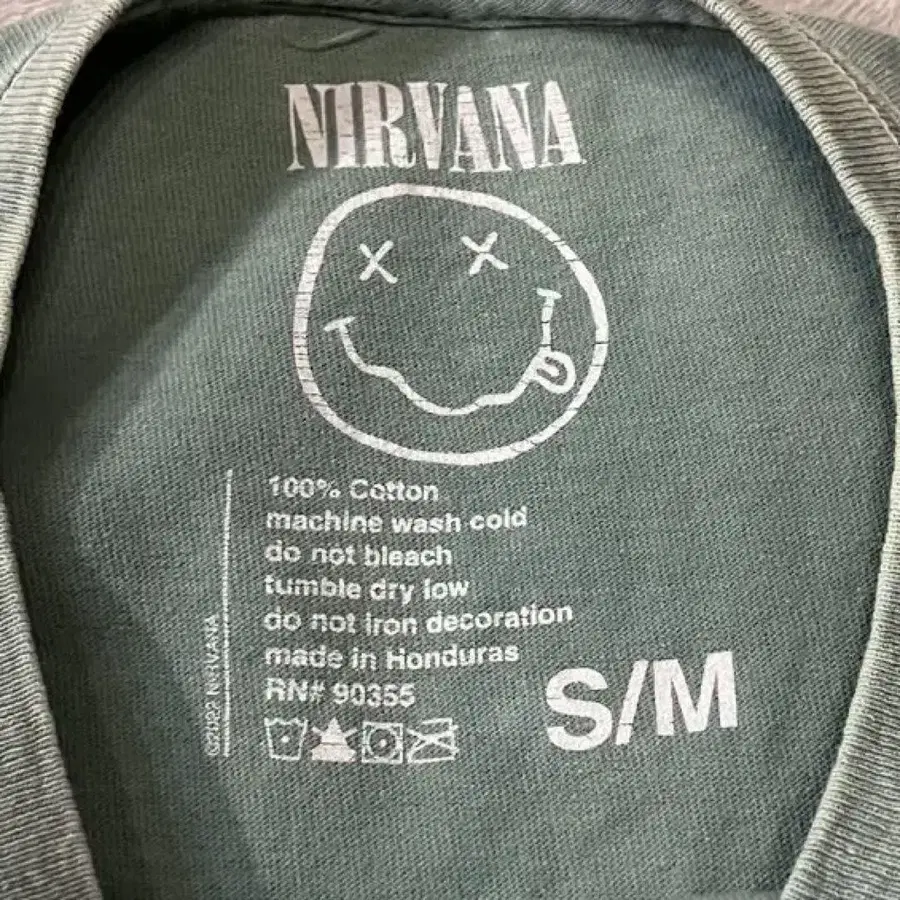 NIRVANA
100% Cotton
machine wash cold
do not bleach
tumble dry low
do not iron decoration
made in Honduras
RN# 90355
S/M
©2022 NIRVANA